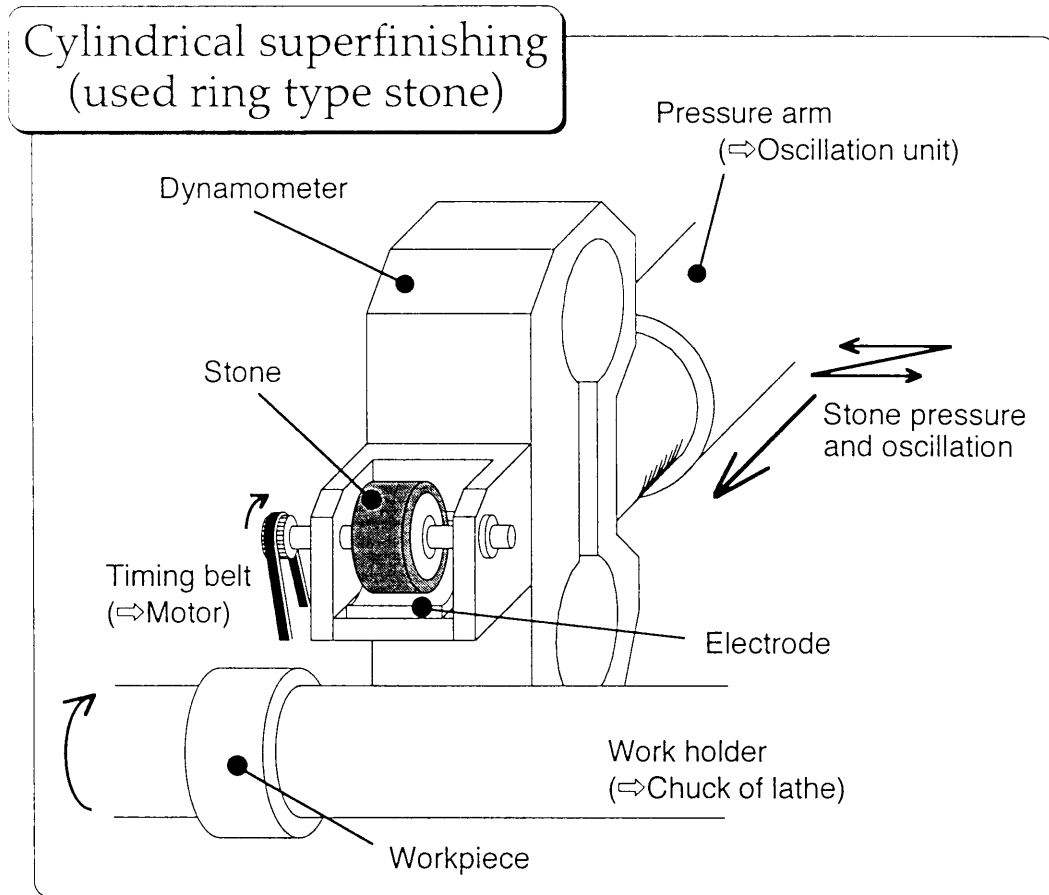 Cylindrical superfinishing
(used ring type stone)
Pressure arm
(⇨Oscillation unit)
Dynamometer
Stone
Stone pressure
and oscillation
Timing belt
(⇨Motor)
Electrode
Work holder
(⇨Chuck of lathe)
Workpiece